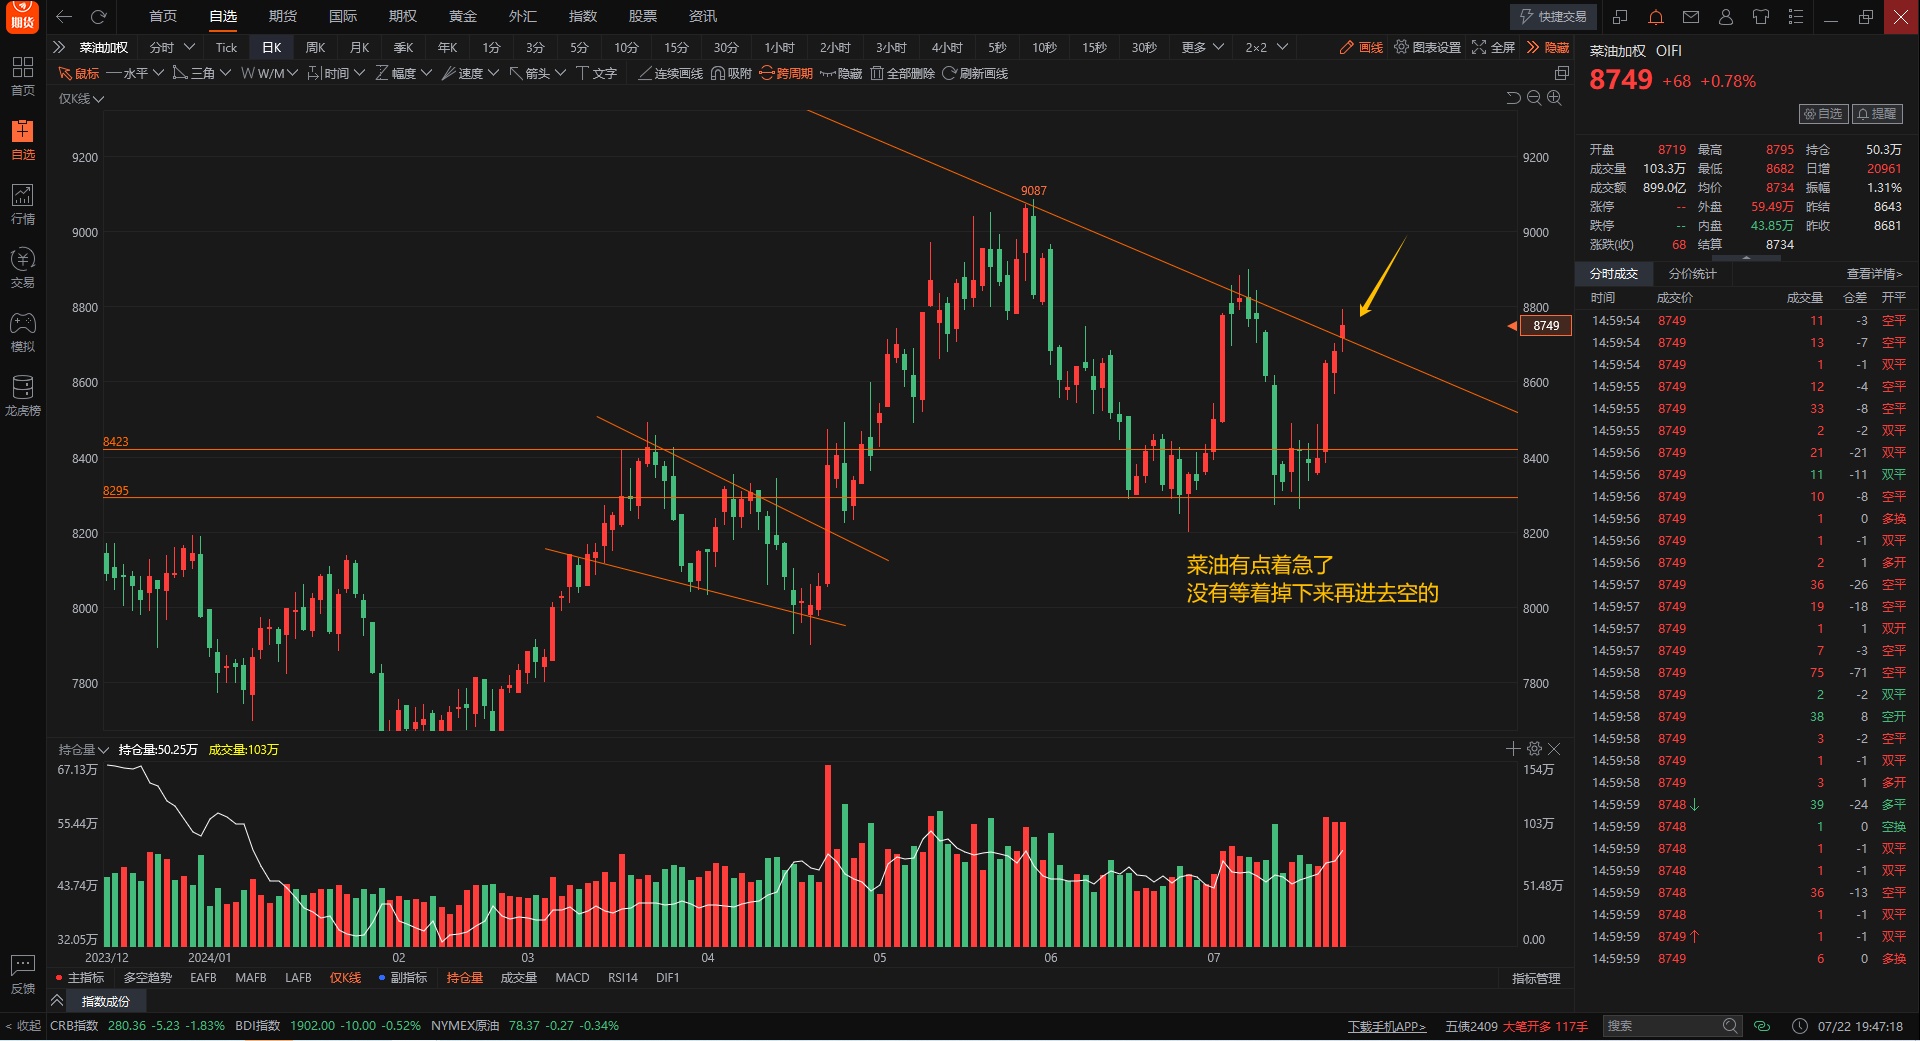 期货 首页 自选 期货 国际 期权 黄金 外汇 指数 股票 资讯 快捷交易
菜油加权 分时 Tick 日K 周K 月K 季K 年K 1分 3分 5分 10分 15分 30分 1小时 2小时 3小时 4小时 5秒 10秒 15秒 30秒 更多 2×2 画线 图表设置 全屏 隐藏
鼠标 水平 三角 W/M 时间 幅度 速度 箭头 文字 连续画线 吸附 跨周期 隐藏 全部删除 刷新画线
首页
自选
行情
交易
模拟
龙虎榜
反馈
< 收起
仅K线
9200 9200
9087
9000 9000
8800 8800
8749
8600 8600
8423
8400 8400
8295
8200 8200
8000 8000
7800 7800
菜油有点着急了
没有等着掉下来再进去空的
持仓量 持仓量:50.25万 成交量:103万
67.13万 154万
55.44万 103万
43.74万 51.48万
32.05万 0.00
2023/12 2024/01 02 03 04 05 06 07
主指标 多空趋势 EAFB MAFB LAFB 仅K线 副指标 持仓量 成交量 MACD RSI14 DIF1 指标管理
指数成份
菜油加权 OIFI
8749 +68 +0.78%
自选 提醒
开盘 8719 最高 8795 持仓 50.3万
成交量 103.3万 最低 8682 日增 20961
成交额 899.0亿 均价 8734 振幅 1.31%
涨停 -- 外盘 59.49万 昨结 8643
跌停 -- 内盘 43.85万 昨收 8681
涨跌(收) 68 结算 8734
分时成交 分价统计 查看详情>
时间 成交价 成交量 仓差 开平
14:59:54 8749 11 -3 空平
14:59:54 8749 13 -7 空平
14:59:54 8749 1 -1 双平
14:59:55 8749 12 -4 空平
14:59:55 8749 33 -8 空平
14:59:55 8749 2 -2 双平
14:59:56 8749 21 -21 双平
14:59:56 8749 11 -11 双平
14:59:56 8749 10 -8 空平
14:59:56 8749 1 0 多换
14:59:56 8749 1 -1 双平
14:59:56 8749 2 1 多开
14:59:57 8749 36 -26 空平
14:59:57 8749 19 -18 空平
14:59:57 8749 1 1 双开
14:59:57 8749 7 -3 空平
14:59:58 8749 75 -71 空平
14:59:58 8749 2 -2 双平
14:59:58 8749 38 8 空开
14:59:58 8749 3 -2 空平
14:59:58 8749 1 -1 双平
14:59:58 8749 3 1 多开
14:59:59 8748↓ 39 -24 多平
14:59:59 8748 1 0 空换
14:59:59 8748 1 -1 双平
14:59:59 8748 1 -1 双平
14:59:59 8748 36 -13 空平
14:59:59 8748 1 -1 双平
14:59:59 8749↑ 1 -1 双平
14:59:59 8749 6 0 多换
CRB指数 280.36 -5.23 -1.83% BDI指数 1902.00 -10.00 -0.52% NYMEX原油 78.37 -0.27 -0.34% 下载手机APP> 五债2409 大笔开多 117手 搜索 07/22 19:47:18